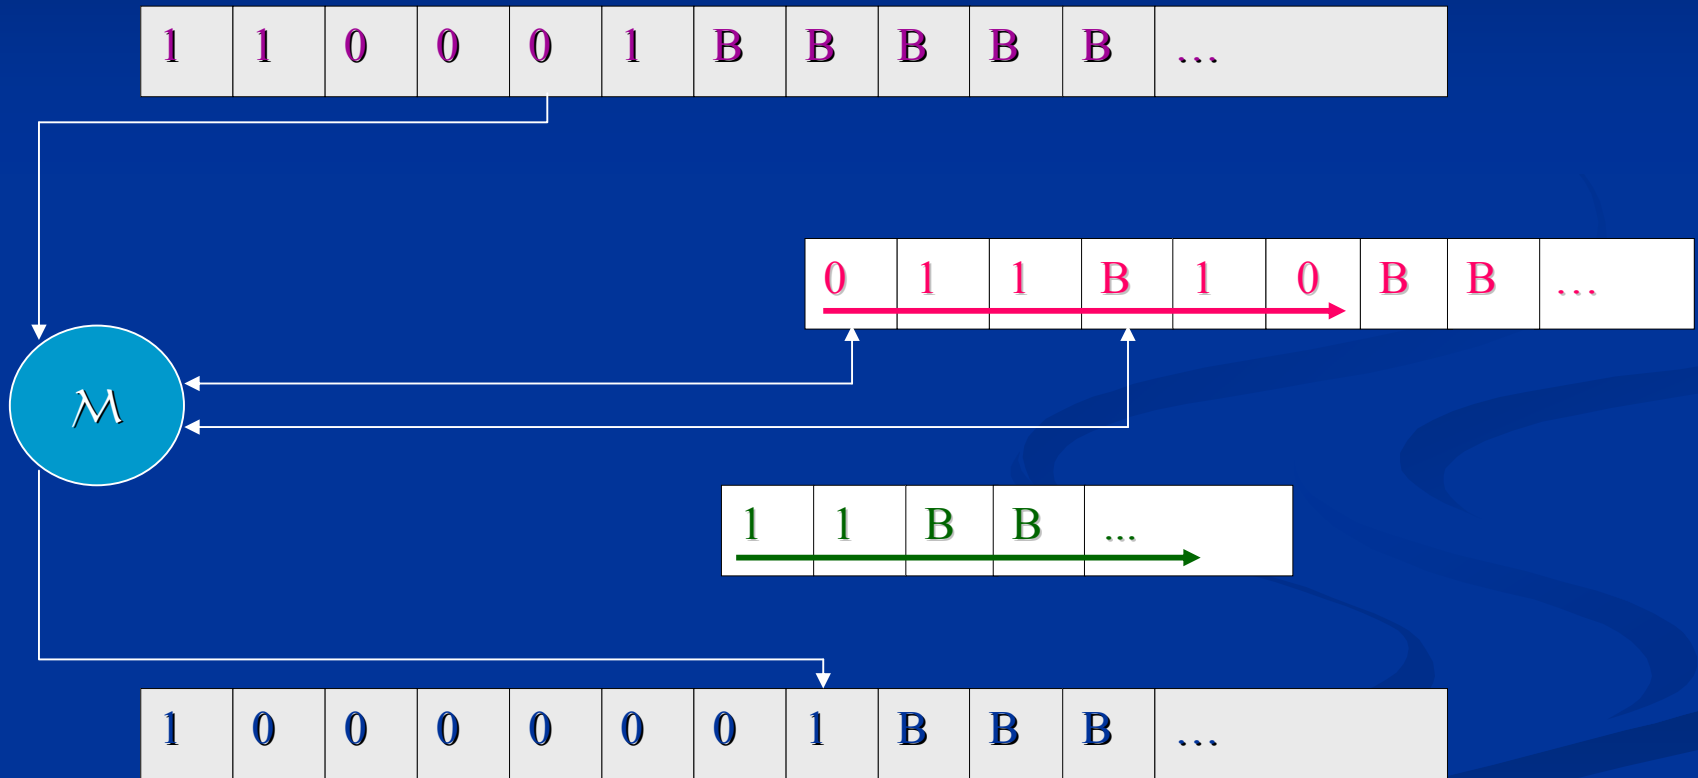 1 1 0 0 0 1 B B B B B ...
0 1 1 B 1 0 B B ...
M
1 1 B B ...
1 0 0 0 0 0 0 1 B B B ...